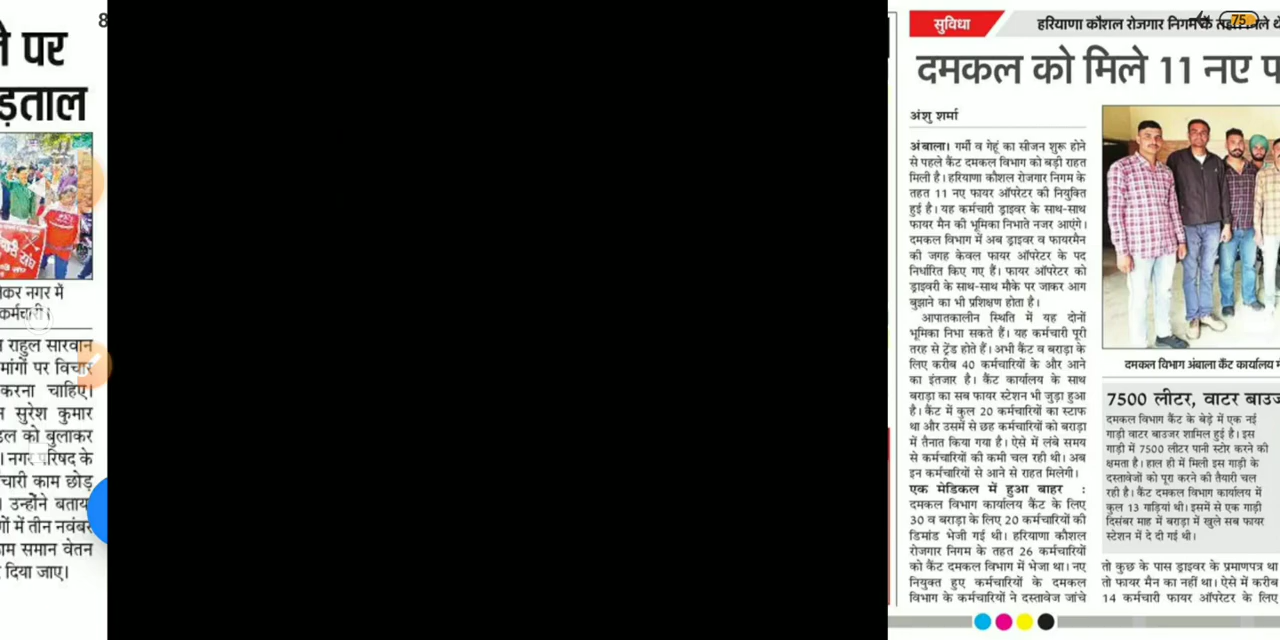 8
ने पर
ड़ताल
कर्मचारी।
राहुल सारवान
मांगों पर विचार
करना चाहिए।
सुरेश कुमार
को बुलाकर
नगर परिषद के
काम छोड़
उन्होंने बताया
में तीन नवंबर
समान वेतन
दिया जाए।
75
सुविधा
हरियाणा कौशल रोजगार निगम के
दमकल को मिले 11 नए
अंशु शर्मा
अंबाला। गर्मी व गेहूं का सीजन शुरू होने
से पहले कैंट दमकल विभाग को बड़ी राहत
मिली है। हरियाणा कौशल रोजगार निगम के
तहत 11 नए फायर ऑपरेटर की नियुक्ति
हुई है। यह कर्मचारी ड्राइवर के साथ-साथ
फायर मैन की भूमिका निभाते नजर आएंगे।
दमकल विभाग में अब ड्राइवर व फायरमैन
की जगह केवल फायर ऑपरेटर के पद
निर्धारित किए गए हैं। फायर ऑपरेटर को
ड्राइवरी के साथ-साथ मौके पर जाकर आग
बुझाने का भी प्रशिक्षण होता है।
आपातकालीन स्थिति में यह दोनों
भूमिका निभा सकते हैं। यह कर्मचारी पूरी
तरह से ट्रेंड होते हैं। अभी कैंट व बराड़ा के
लिए करीब 40 कर्मचारियों के और आने
का इंतजार है। कैंट कार्यालय के साथ
बराड़ा का सब फायर स्टेशन भी जुड़ा हुआ
है। कैंट में कुल 20 कर्मचारियों का स्टाफ
था और उसमें से छह कर्मचारियों को बराड़ा
में तैनात किया गया है। ऐसे में लंबे समय
से कर्मचारियों की कमी चल रही थी। अब
इन कर्मचारियों से आने से राहत मिलेगी।
एक मेडिकल में हुआ बाहर :
दमकल विभाग कार्यालय कैंट के लिए
30 व बराड़ा के लिए 20 कर्मचारियों की
डिमांड भेजी गई थी। हरियाणा कौशल
रोजगार निगम के तहत 26 कर्मचारियों
को कैंट दमकल विभाग में भेजा था। नए
नियुक्त हुए कर्मचारियों के दमकल
विभाग के कर्मचारियों ने दस्तावेज जांचे
दमकल विभाग अंबाला कैंट कार्यालय में
7500 लीटर, वाटर बाउज
दमकल विभाग कैंट के बेड़े में एक नई
गाड़ी वाटर बाउजर शामिल हुई है। इस
गाड़ी में 7500 लीटर पानी स्टोर करने की
क्षमता है। हाल ही में मिली इस गाड़ी के
दस्तावेजों को पूरा करने की तैयारी चल
रही है। कैंट दमकल विभाग कार्यालय में
कुल 13 गाड़ियां थी। इसमें से एक गाड़ी
दिसंबर माह में बराड़ा में खुले सब फायर
स्टेशन में दे दी गई थी।
तो कुछ के पास ड्राइवर के प्रमाणपत्र था
तो फायर मैन का नहीं था। ऐसे में करीब
14 कर्मचारी फायर ऑपरेटर के लिए